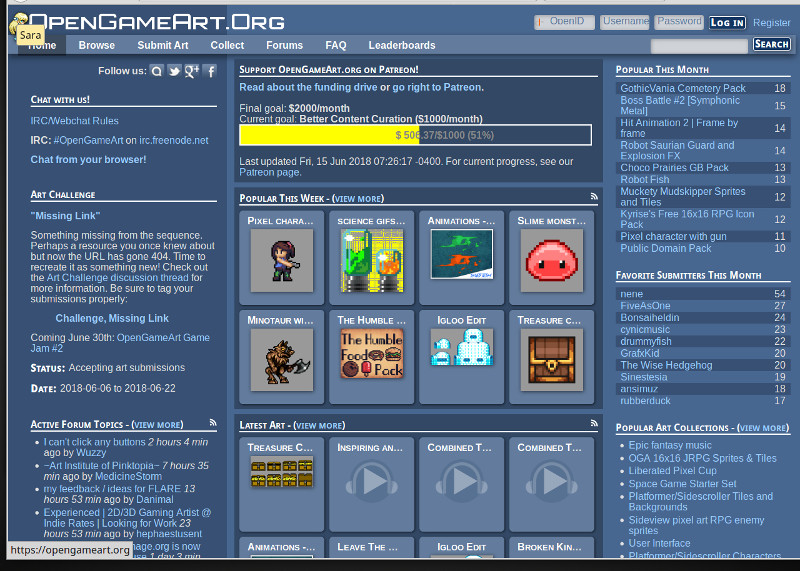 OpenGameArt.Org
Sara
OpenID
Username
Password
Log in
Register
Home
Browse
Submit Art
Collect
Forums
FAQ
Leaderboards
Search
Follow us:
Chat with us!
IRC/Webchat Rules
IRC: #OpenGameArt on irc.freenode.net
Chat from your browser!
Art Challenge
"Missing Link"
Something missing from the sequence.
Perhaps a resource you once knew about
but now the URL has gone 404. Time to
recreate it as something new! Check out
the Art Challenge discussion thread for
more information. Be sure to tag your
submissions properly:
Challenge, Missing Link
Coming June 30th: OpenGameArt Game
Jam #2
Status: Accepting art submissions
Date: 2018-06-06 to 2018-06-22
Active Forum Topics - (view more)
I can't click any buttons 2 hours 4 min
ago by Wuzzy
~Art Institute of Pinktopia~ 7 hours 35
min ago by MedicineStorm
my feedback / ideas for FLARE 13
hours 53 min ago by Danimal
Experienced | 2D/3D Gaming Artist @
Indie Rates | Looking for Work 23
hours 53 min ago by hephaestusent
mage.org is now
1 day 3 min
https://opengameart.org
Support OpenGameArt.org on Patreon!
Read about the funding drive or go right to Patreon.
Final goal: $2000/month
Current goal: Better Content Curation ($1000/month)
$ 506.37/$1000 (51%)
Last updated Fri, 15 Jun 2018 07:26:17 -0400. For current progress, see our
Patreon page.
Popular This Week - (view more)
Pixel chara...
science gifs...
Animations -...
Slime monst...
Minotaur wi...
The Humble ...
The Humble
Food
Pack
Igloo Edit
Treasure c...
Latest Art - (view more)
Treasure C...
Inspiring an...
Combined T...
Combined T...
Animations -...
Leave The ...
Igloo Edit
Broken Kin...
Popular This Month
GothicVania Cemetery Pack 18
Boss Battle #2 [Symphonic
Metal] 15
Hit Animation 2 | Frame by
frame 14
Robot Saurian Guard and
Explosion FX 14
Choco Prairies GB Pack 13
Robot Fish 13
Muckety Mudskipper Sprites
and Tiles 12
Kyrise's Free 16x16 RPG Icon
Pack 12
Pixel character with gun 11
Public Domain Pack 10
Favorite Submitters This Month
nene 54
FiveAsOne 27
Bonsaiheldin 24
cynicmusic 23
drummyfish 22
GrafxKid 20
The Wise Hedgehog 20
Sinestesia 19
ansimuz 18
rubberduck 17
Popular Art Collections - (view more)
Epic fantasy music
OGA 16x16 JRPG Sprites & Tiles
Liberated Pixel Cup
Space Game Starter Set
Platformer/Sidescroller Tiles and
Backgrounds
Sideview pixel art RPG enemy
sprites
User Interface
Platformer/Sidescroller Characters